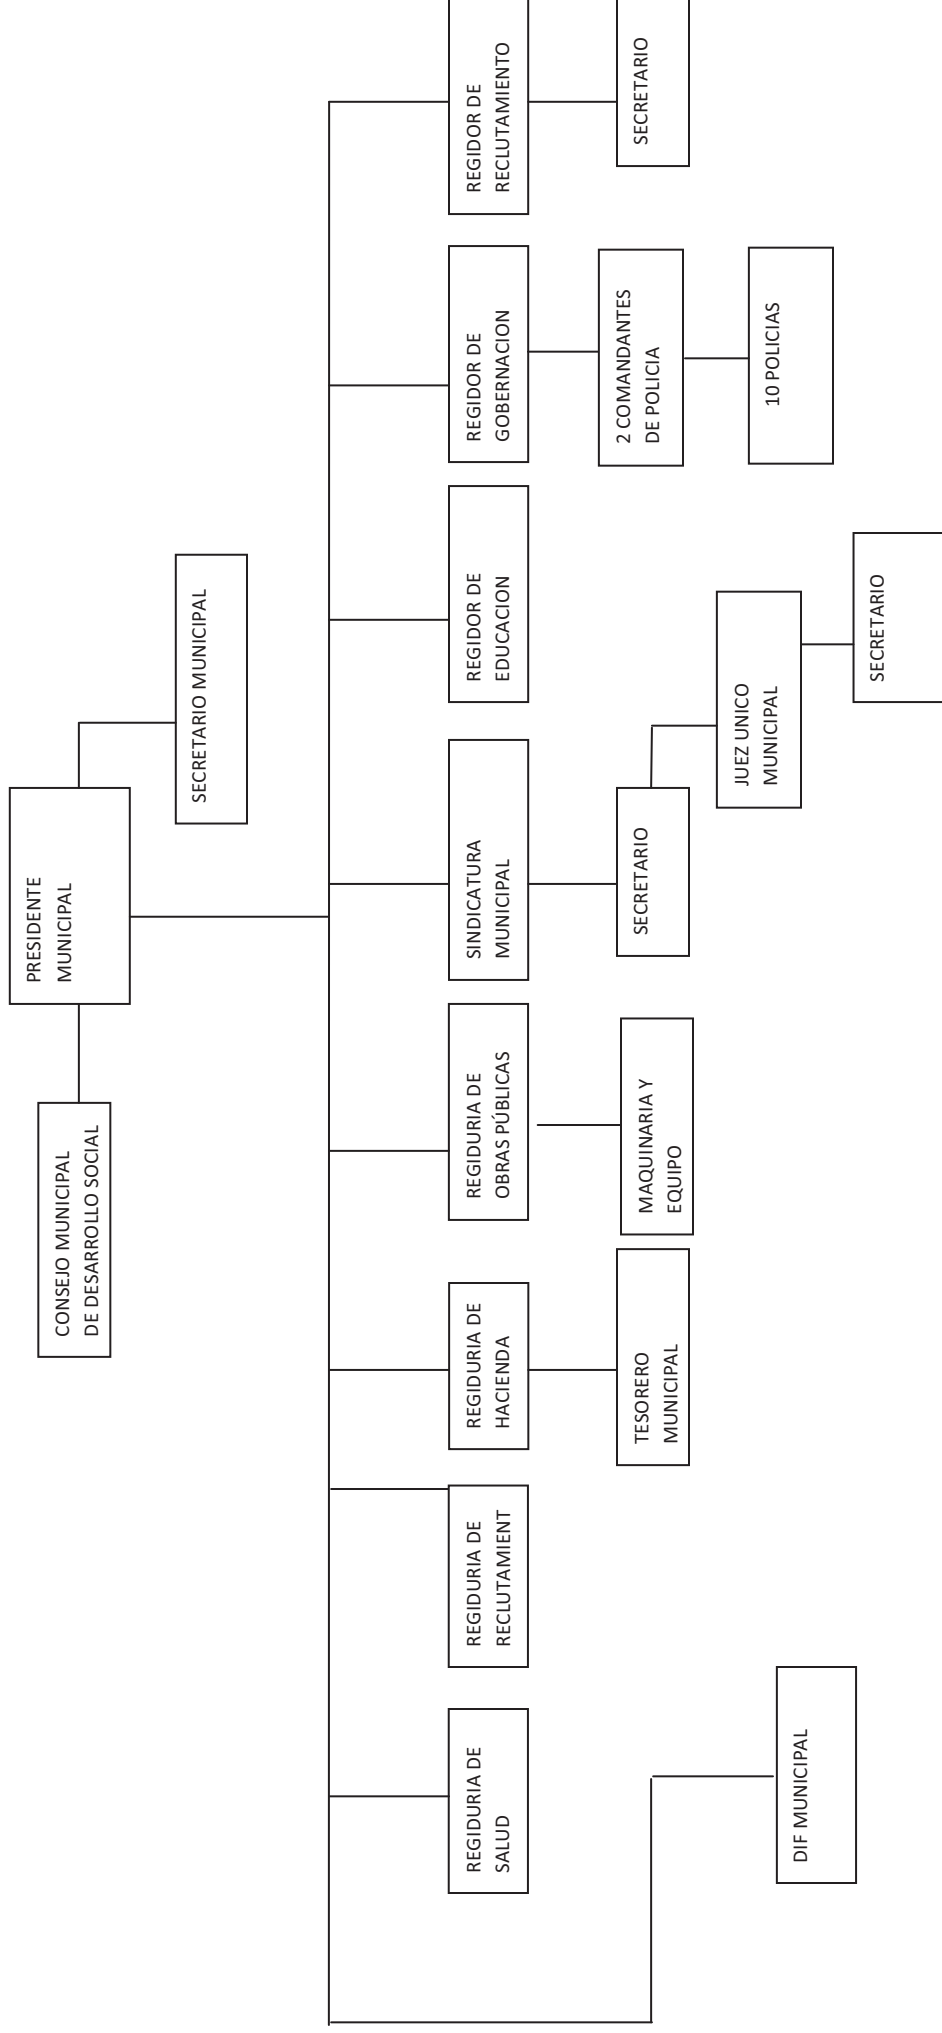 PRESIDENTE
MUNICIPAL
CONSEJO MUNICIPAL
DE DESARROLLO SOCIAL
SECRETARIO MUNICIPAL
REGIDURIA DE
SALUD
REGIDURIA DE
RECLUTAMIENT
REGIDURIA DE
HACIENDA
REGIDURIA DE
OBRAS PÚBLICAS
SINDICATURA
MUNICIPAL
REGIDOR DE
EDUCACION
REGIDOR DE
GOBERNACION
REGIDOR DE
RECLUTAMIENTO
TESORERO
MUNICIPAL
MAQUINARIA Y
EQUIPO
SECRETARIO
2 COMANDANTES
DE POLICIA
SECRETARIO
JUEZ UNICO
MUNICIPAL
10 POLICIAS
DIF MUNICIPAL
SECRETARIO